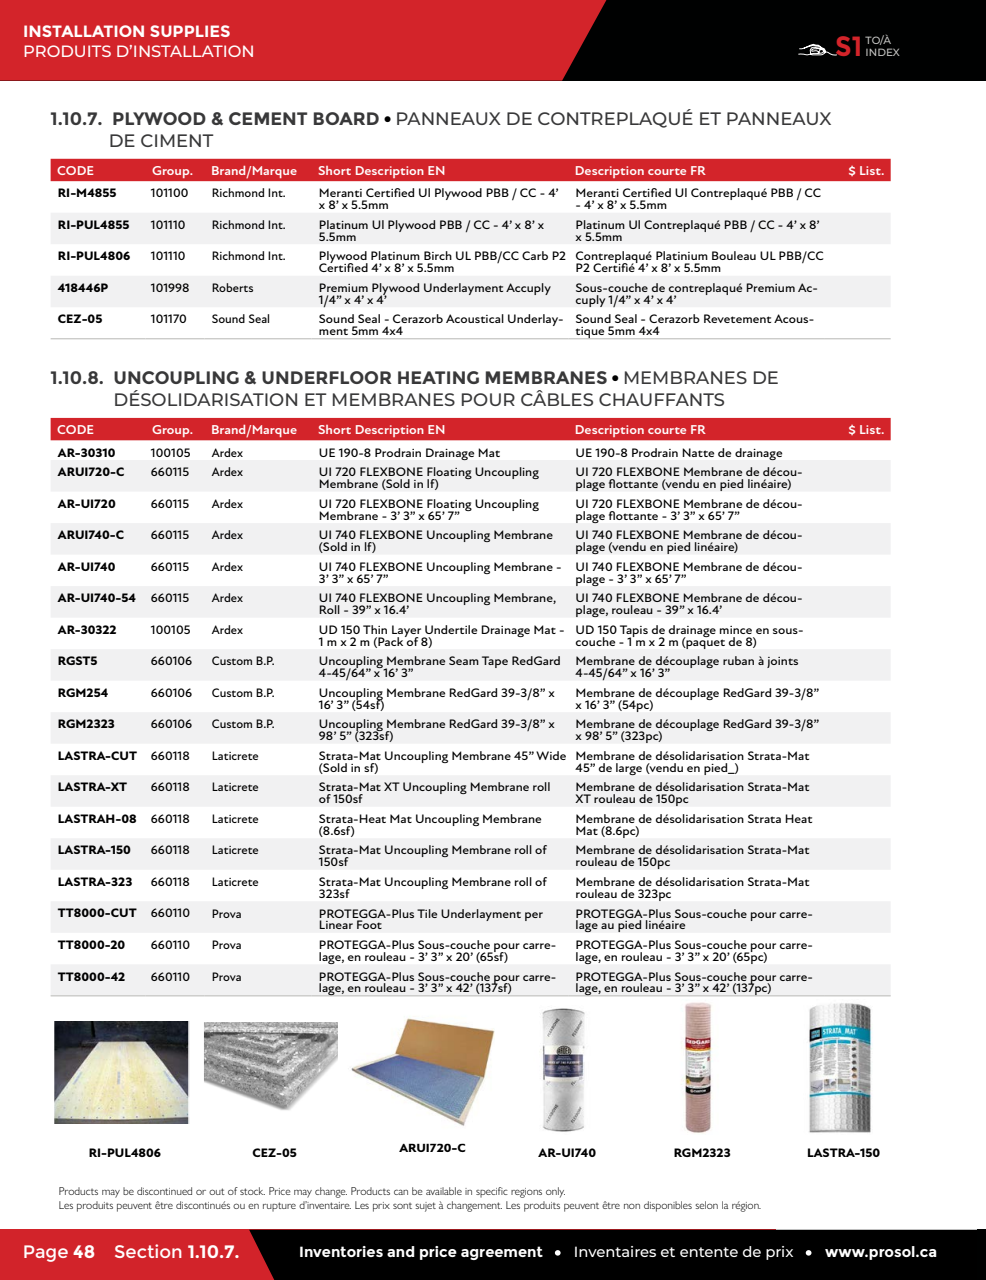 INSTALLATION SUPPLIES
PRODUITS D’INSTALLATION
S1 TO/À
INDEX
1.10.7. PLYWOOD & CEMENT BOARD • PANNEAUX DE CONTREPLAQUÉ ET PANNEAUX
DE CIMENT
CODE Group. Brand/Marque Short Description EN Description courte FR $ List.
RI-M4855 101100 Richmond Int. Meranti Certified UI Plywood PBB / CC - 4’ Meranti Certified UI Contreplaqué PBB / CC
x 8’ x 5.5mm - 4’ x 8’ x 5.5mm
RI-PUL4855 101110 Richmond Int. Platinum UI Plywood PBB / CC - 4’ x 8’ x Platinum UI Contreplaqué PBB / CC - 4’ x 8’
5.5mm x 5.5mm
RI-PUL4806 101110 Richmond Int. Plywood Platinum Birch UL PBB/CC Carb P2 Contreplaqué Platinium Bouleau UL PBB/CC
Certified 4’ x 8’ x 5.5mm P2 Certifié 4’ x 8’ x 5.5mm
418446P 101998 Roberts Premium Plywood Underlayment Accuply Sous-couche de contreplaqué Premium Ac-
1/4” x 4’ x 4’ cuply 1/4” x 4’ x 4’
CEZ-05 101170 Sound Seal Sound Seal - Cerazorb Acoustical Underlay- Sound Seal - Cerazorb Revetement Acous-
ment 5mm 4x4 tique 5mm 4x4
1.10.8. UNCOUPLING & UNDERFLOOR HEATING MEMBRANES • MEMBRANES DE
DÉSOLIDARISATION ET MEMBRANES POUR CÂBLES CHAUFFANTS
CODE Group. Brand/Marque Short Description EN Description courte FR $ List.
AR-30310 100105 Ardex UE 190-8 Prodrain Drainage Mat UE 190-8 Prodrain Natte de drainage
ARUI720-C 660115 Ardex UI 720 FLEXBONE Floating Uncoupling UI 720 FLEXBONE Membrane de décou-
Membrane (Sold in lf) plage flottante (vendu en pied linéaire)
AR-UI720 660115 Ardex UI 720 FLEXBONE Floating Uncoupling UI 720 FLEXBONE Membrane de décou-
Membrane - 3’ 3” x 65’ 7” plage flottante - 3’ 3” x 65’ 7”
ARUI740-C 660115 Ardex UI 740 FLEXBONE Uncoupling Membrane UI 740 FLEXBONE Membrane de décou-
(Sold in lf) plage (vendu en pied linéaire)
AR-UI740 660115 Ardex UI 740 FLEXBONE Uncoupling Membrane - UI 740 FLEXBONE Membrane de décou-
3’ 3” x 65’ 7” plage - 3’ 3” x 65’ 7”
AR-UI740-54 660115 Ardex UI 740 FLEXBONE Uncoupling Membrane, UI 740 FLEXBONE Membrane de décou-
Roll - 39” x 16.4’ plage, rouleau - 39” x 16.4’
AR-30322 100105 Ardex UD 150 Thin Layer Undertile Drainage Mat - UD 150 Tapis de drainage mince en sous-
1 m x 2 m (Pack of 8) couche - 1 m x 2 m (paquet de 8)
RGST5 660106 Custom B.P. Uncoupling Membrane Seam Tape RedGard Membrane de découplage ruban à joints
4-45/64” x 16’ 3” 4-45/64” x 16’ 3”
RGM254 660106 Custom B.P. Uncoupling Membrane RedGard 39-3/8” x Membrane de découplage RedGard 39-3/8”
16’ 3” (54sf) x 16’ 3” (54pc)
RGM2323 660106 Custom B.P. Uncoupling Membrane RedGard 39-3/8” x Membrane de découplage RedGard 39-3/8”
98’ 5” (323sf) x 98’ 5” (323pc)
LASTRA-CUT 660118 Laticrete Strata-Mat Uncoupling Membrane 45” Wide Membrane de désolidarisation Strata-Mat
(Sold in sf) 45” de large (vendu en pied_)
LASTRA-XT 660118 Laticrete Strata-Mat XT Uncoupling Membrane roll Membrane de désolidarisation Strata-Mat
of 150sf XT rouleau de 150pc
LASTRAH-08 660118 Laticrete Strata-Heat Mat Uncoupling Membrane Membrane de désolidarisation Strata Heat
(8.6sf) Mat (8.6pc)
LASTRA-150 660118 Laticrete Strata-Mat Uncoupling Membrane roll of Membrane de désolidarisation Strata-Mat
150sf rouleau de 150pc
LASTRA-323 660118 Laticrete Strata-Mat Uncoupling Membrane roll of Membrane de désolidarisation Strata-Mat
323sf rouleau de 323pc
TT8000-CUT 660110 Prova PROTEGGA-Plus Tile Underlayment per PROTEGGA-Plus Sous-couche pour carre-
Linear Foot lage au pied linéaire
TT8000-20 660110 Prova PROTEGGA-Plus Sous-couche pour carre- PROTEGGA-Plus Sous-couche pour carre-
lage, en rouleau - 3’ 3” x 20’ (65sf) lage, en rouleau - 3’ 3” x 20’ (65pc)
TT8000-42 660110 Prova PROTEGGA-Plus Sous-couche pour carre- PROTEGGA-Plus Sous-couche pour carre-
lage, en rouleau - 3’ 3” x 42’ (137sf) lage, en rouleau - 3’ 3” x 42’ (137pc)
ARDEX
REDGARD
STRATA_MAT
RI-PUL4806 CEZ-05 ARUI720-C AR-UI740 RGM2323 LASTRA-150
Products may be discontinued or out of stock. Price may change. Products can be available in specific regions only.
Les produits peuvent être discontinués ou en rupture d’inventaire. Les prix sont sujet à changement. Les produits peuvent être non disponibles selon la région.
Page 48 Section 1.10.7. Inventories and price agreement • Inventaires et entente de prix • www.prosol.ca